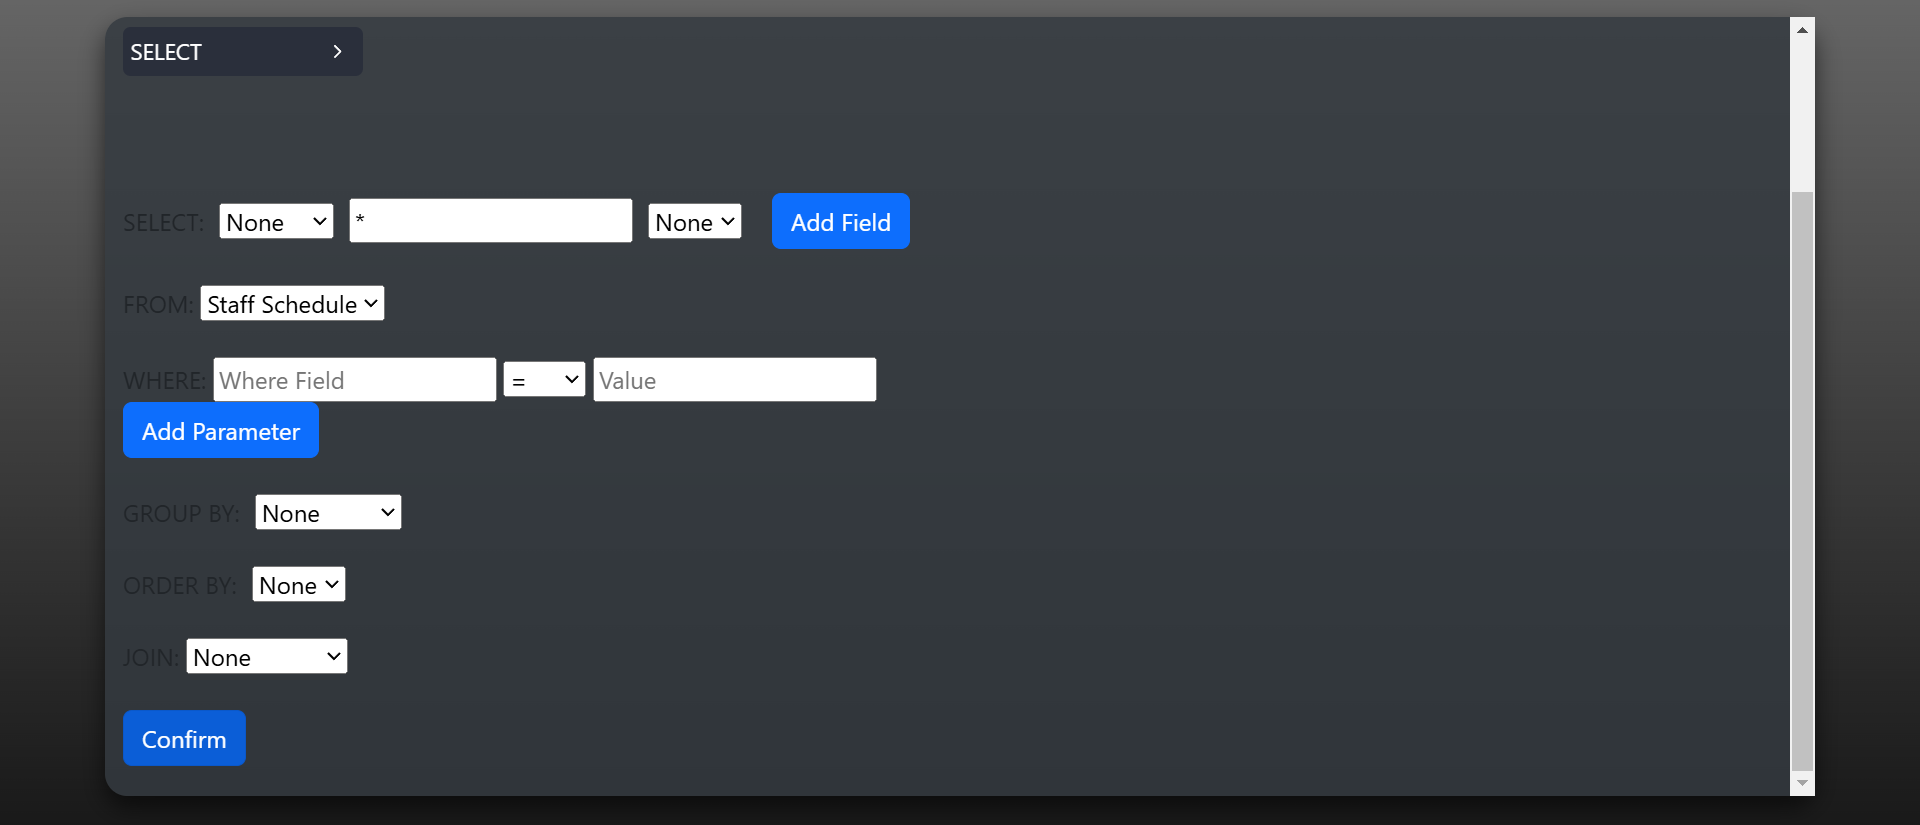 SELECT
SELECT: None * None Add Field
FROM: Staff Schedule
WHERE: Where Field = Value
Add Parameter
GROUP BY: None
ORDER BY: None
JOIN: None
Confirm